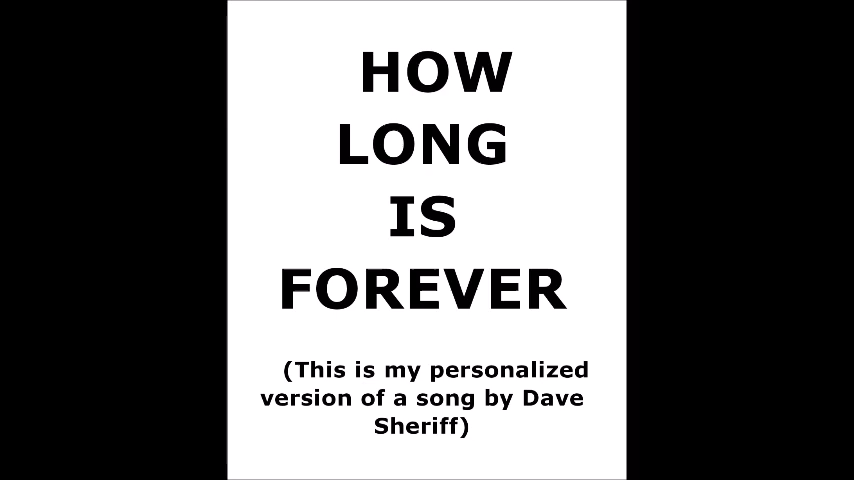 HOW
LONG
IS
FOREVER
(This is my personalized
version of a song by Dave
Sheriff)